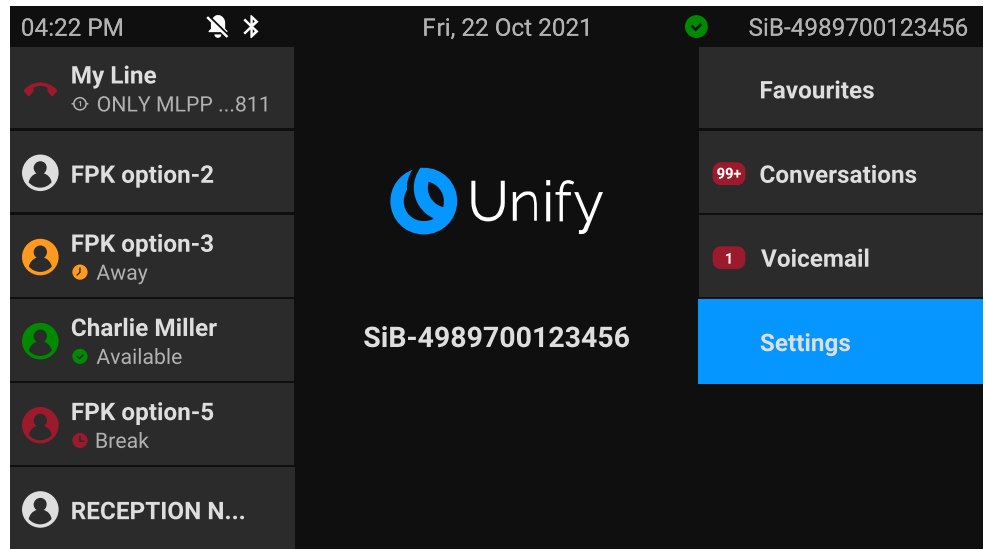 04:22 PM
Fri, 22 Oct 2021
SiB-4989700123456
My Line
ONLY MLPP ...811
FPK option-2
FPK option-3
Away
Charlie Miller
Available
FPK option-5
Break
RECEPTION N...
Unify
SiB-4989700123456
Favourites
99+ Conversations
1 Voicemail
Settings